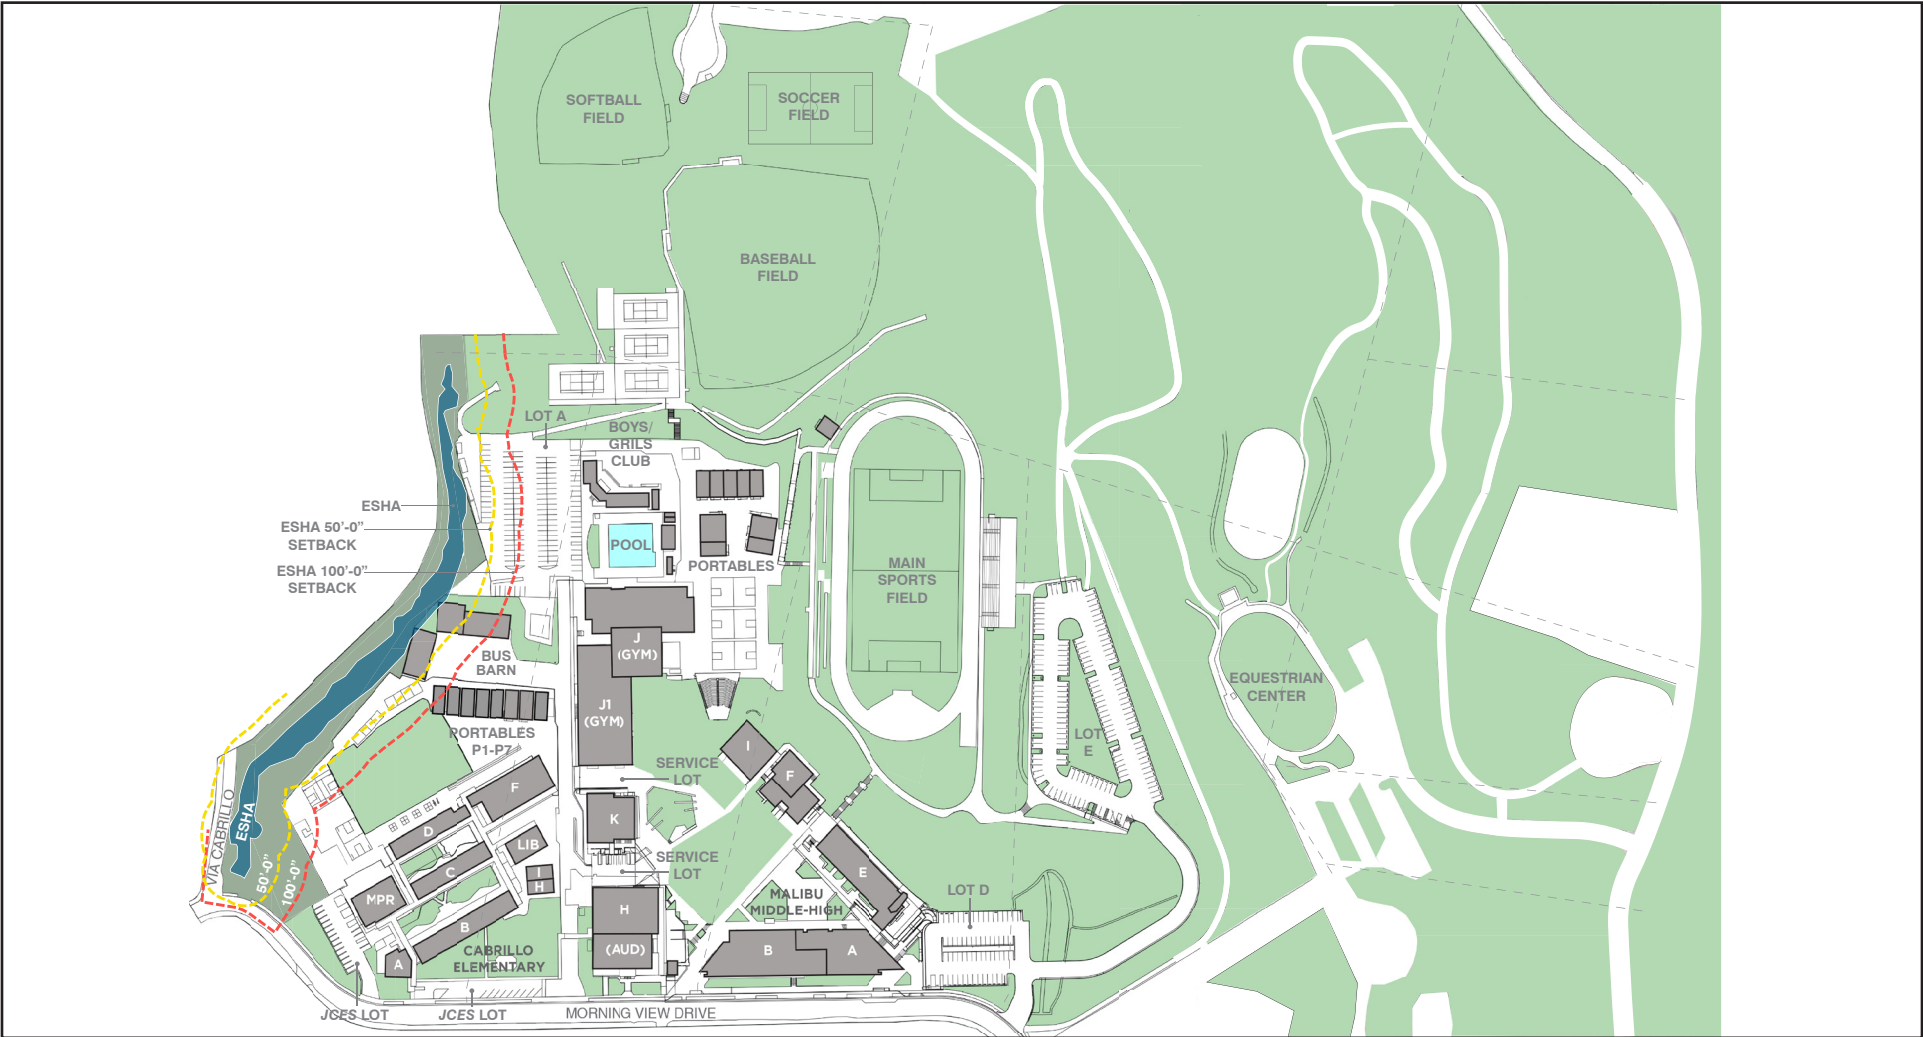 SOFTBALL
FIELD
SOCCER
FIELD
BASEBALL
FIELD
LOT A
BOYS/
GRILS
CLUB
ESHA
ESHA 50'-0"
SETBACK
ESHA 100'-0"
SETBACK
POOL
PORTABLES
MAIN
SPORTS
FIELD
BUS
BARN
J
(GYM)
J1
(GYM)
EQUESTRIAN
CENTER
PORTABLES
P1-P7
LOT
E
SERVICE
LOT
I
F
F
K
D
LIB
C
I
H
SERVICE
LOT
E
VIA CABRILLO
ESHA
50'-0"
100'-0"
MPR
B
A
CABRILLO
ELEMENTARY
H
(AUD)
MALIBU
MIDDLE-HIGH
B
A
LOT D
JCES LOT
JCES LOT
MORNING VIEW DRIVE